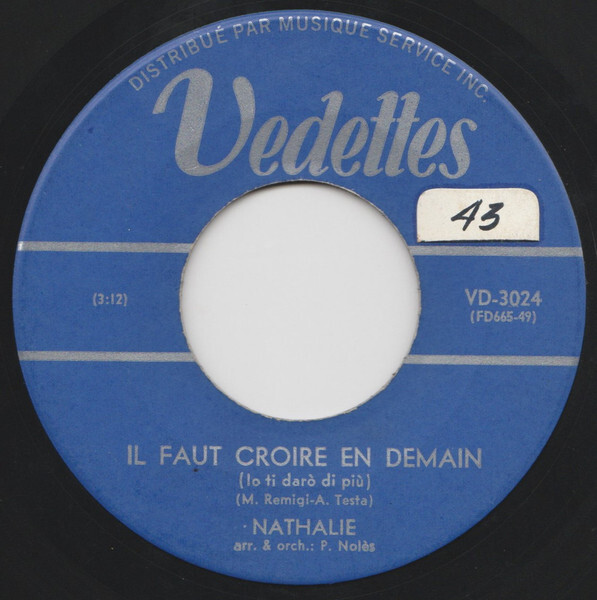 DISTRIBUÉ PAR MUSIQUE SERVICE INC.
Vedettes
43
(3:12)
VD-3024
(FD665-49)
IL FAUT CROIRE EN DEMAIN
(Io ti darò di più)
(M. Remigi-A. Testa)
NATHALIE
arr. & orch.: P. Nolès